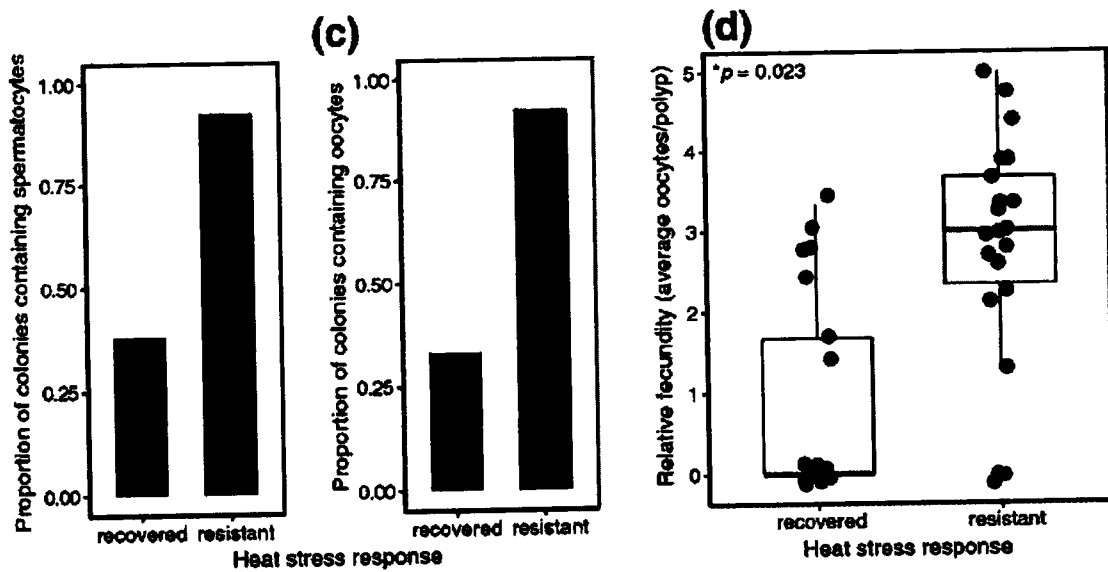 (c)
(d)
Proportion of colonies containing spermatocytes
1.00
0.75
0.50
0.25
0.00
recovered resistant
Proportion of colonies containing oocytes
1.00
0.75
0.50
0.25
0.00
recovered resistant
Heat stress response
Relative fecundity (average oocytes/polyp)
*p = 0.023
5
4
3
2
1
0
recovered
resistant
Heat stress response